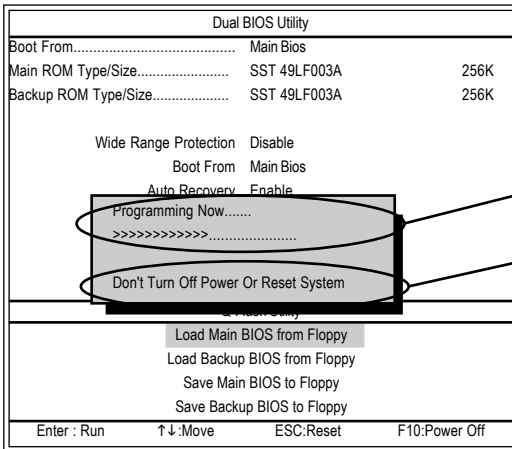 Dual BIOS Utility
Boot From.......................................... Main Bios
Main ROM Type/Size........................ SST 49LF003A 256K
Backup ROM Type/Size.................... SST 49LF003A 256K
Wide Range Protection Disable
Boot From Main Bios
Auto Recovery Enable
Programming Now.......
>>>>>>>>>>>>.......................
Don't Turn Off Power Or Reset System
Flash Utility
Load Main BIOS from Floppy
Load Backup BIOS from Floppy
Save Main BIOS to Floppy
Save Backup BIOS to Floppy
Enter : Run ↑↓:Move ESC:Reset F10:Power Off